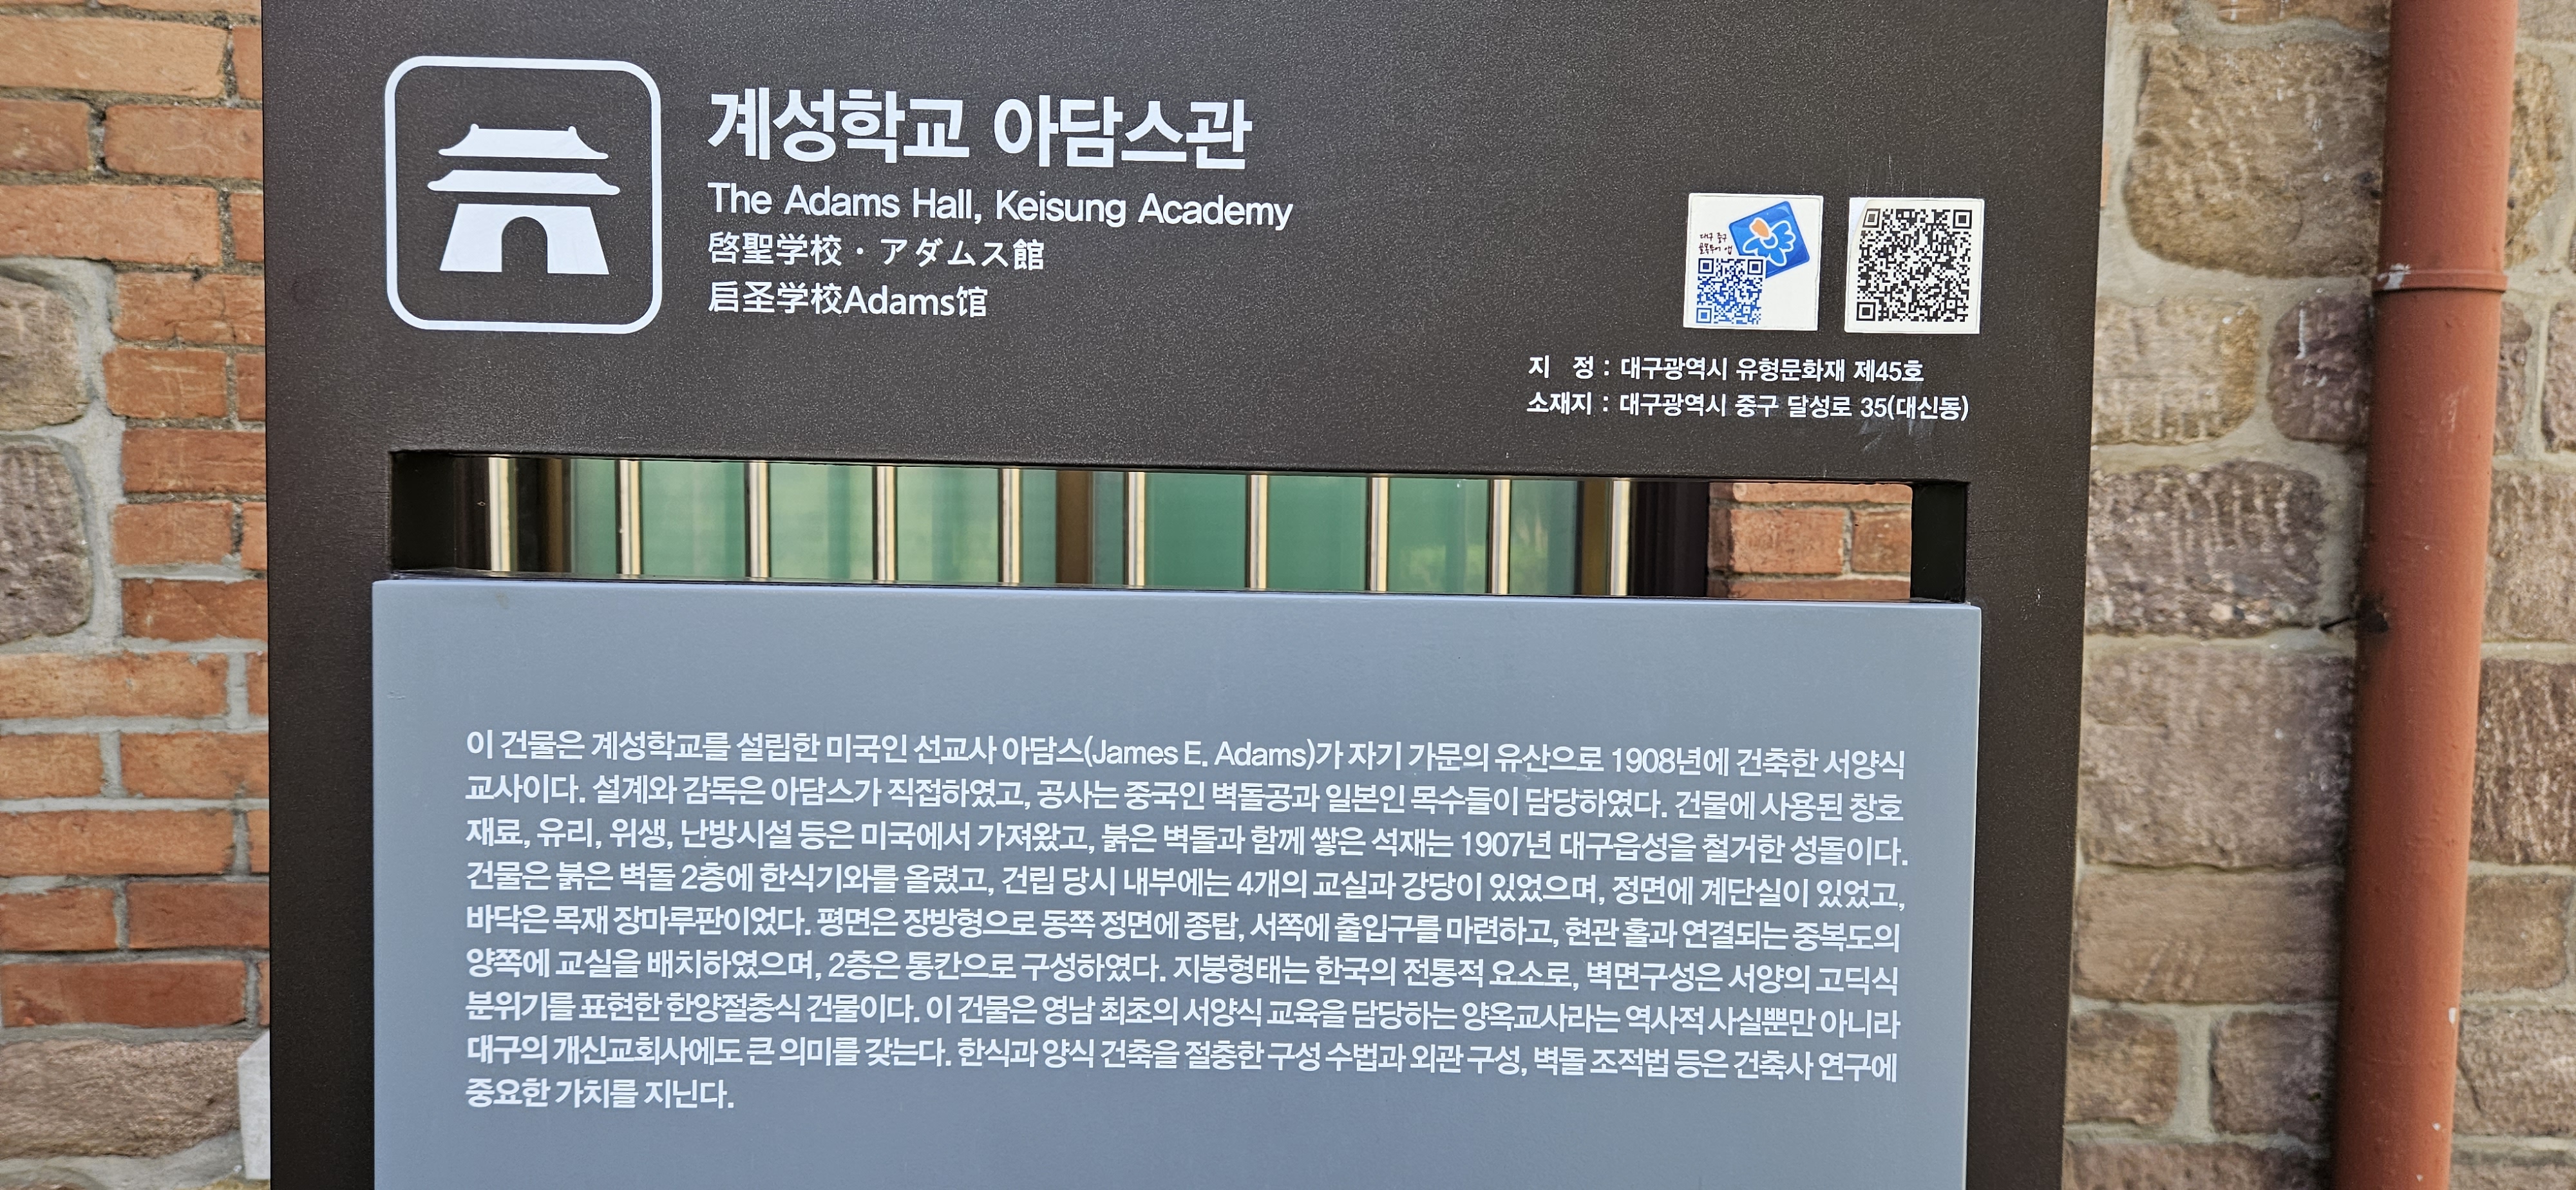 계성학교 아담스관
The Adams Hall, Keisung Academy
啓聖学校・アダムス館
启圣学校Adams馆
대구 중구
골목투어 앱
지 정 : 대구광역시 유형문화재 제45호
소재지 : 대구광역시 중구 달성로 35(대신동)
이 건물은 계성학교를 설립한 미국인 선교사 아담스(James E. Adams)가 자기 가문의 유산으로 1908년에 건축한 서양식
교사이다. 설계와 감독은 아담스가 직접하였고, 공사는 중국인 벽돌공과 일본인 목수들이 담당하였다. 건물에 사용된 창호
재료, 유리, 위생, 난방시설 등은 미국에서 가져왔고, 붉은 벽돌과 함께 쌓은 석재는 1907년 대구읍성을 철거한 성돌이다.
건물은 붉은 벽돌 2층에 한식기와를 올렸고, 건립 당시 내부에는 4개의 교실과 강당이 있었으며, 정면에 계단실이 있었고,
바닥은 목재 장마루판이었다. 평면은 장방형으로 동쪽 정면에 종탑, 서쪽에 출입구를 마련하고, 현관 홀과 연결되는 중복도의
양쪽에 교실을 배치하였으며, 2층은 통칸으로 구성하였다. 지붕형태는 한국의 전통적 요소로, 벽면구성은 서양의 고딕식
분위기를 표현한 한양절충식 건물이다. 이 건물은 영남 최초의 서양식 교육을 담당하는 양옥교사라는 역사적 사실뿐만 아니라
대구의 개신교회사에도 큰 의미를 갖는다. 한식과 양식 건축을 절충한 구성 수법과 외관 구성, 벽돌 조적법 등은 건축사 연구에
중요한 가치를 지닌다.